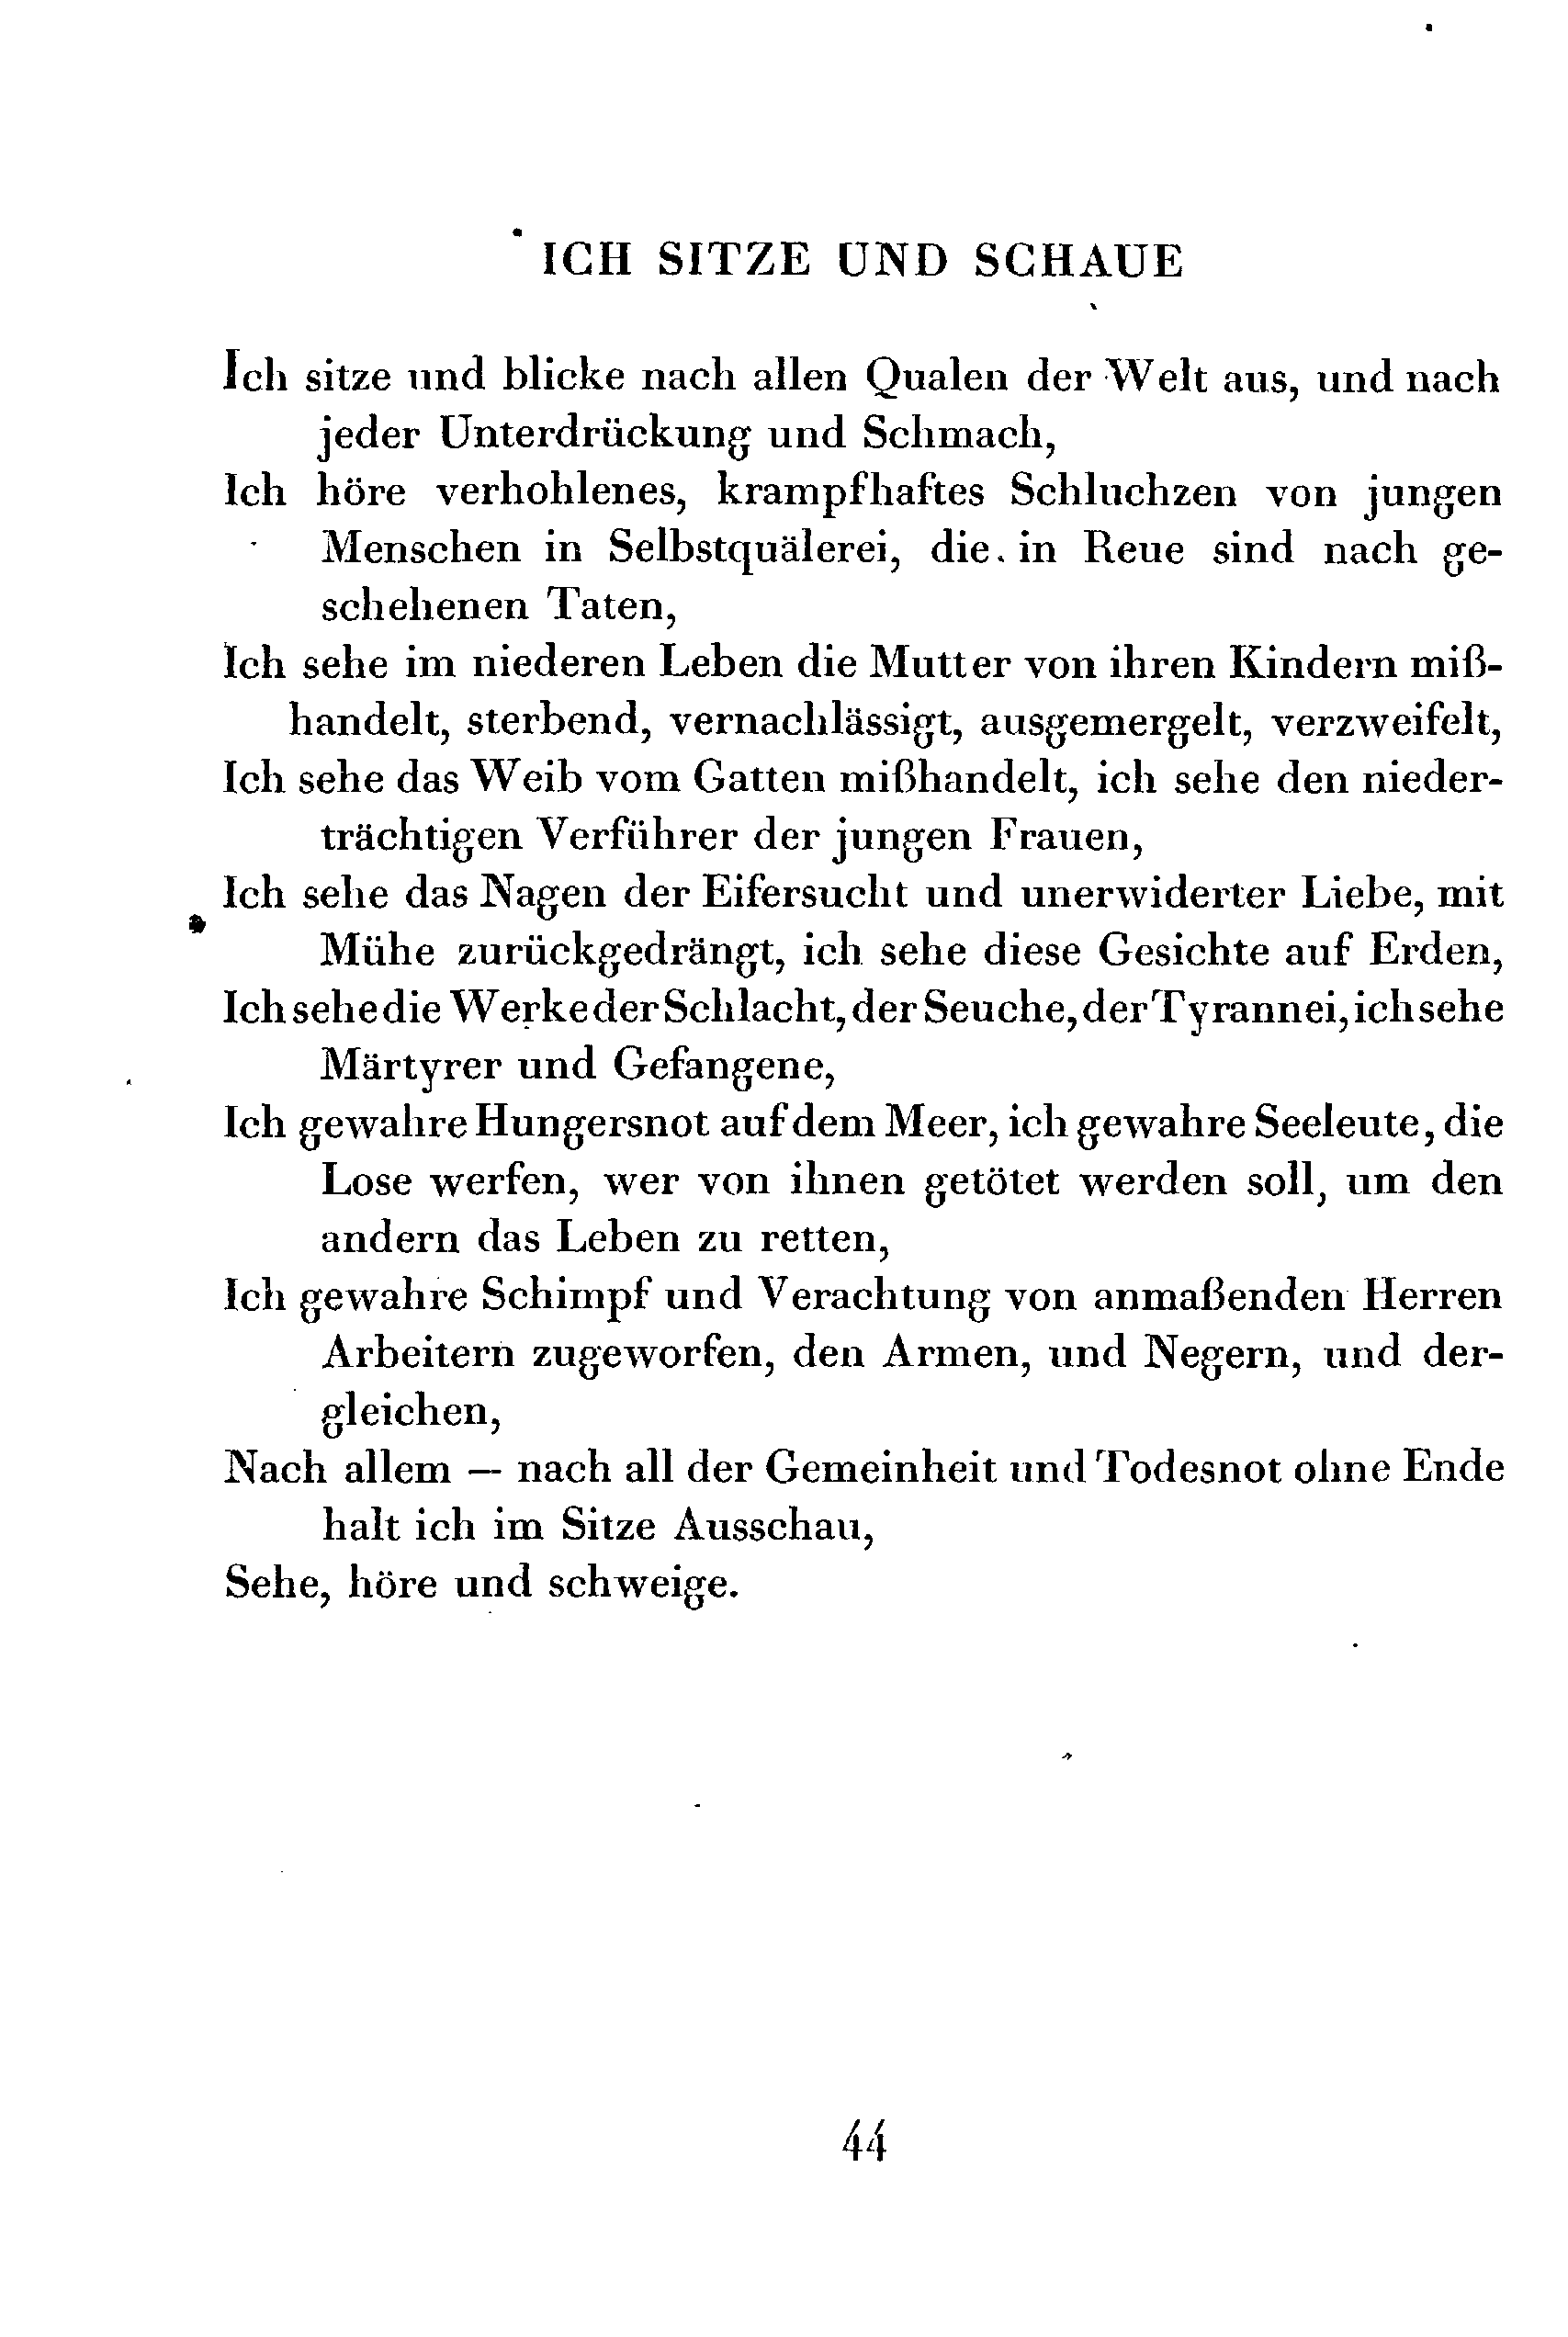 ICH SITZE UND SCHAUE
Ich sitze und blicke nach allen Qualen der Welt aus, und nach
jeder Unterdrückung und Schmach,
Ich höre verhohlenes, krampfhaftes Schluchzen von jungen
Menschen in Selbstquälerei, die in Reue sind nach ge-
schehenen Taten,
Ich sehe im niederen Leben die Mutter von ihren Kindern miß-
handelt, sterbend, vernachlässigt, ausgemergelt, verzweifelt,
Ich sehe das Weib vom Gatten mißhandelt, ich sehe den nieder-
trächtigen Verführer der jungen Frauen,
Ich sehe das Nagen der Eifersucht und unerwiderter Liebe, mit
Mühe zurückgedrängt, ich sehe diese Gesichte auf Erden,
Ich sehe die Werke der Schlacht, der Seuche, der Tyrannei, ich sehe
Märtyrer und Gefangene,
Ich gewahre Hungersnot auf dem Meer, ich gewahre Seeleute, die
Lose werfen, wer von ihnen getötet werden soll, um den
andern das Leben zu retten,
Ich gewahre Schimpf und Verachtung von anmaßenden Herren
Arbeitern zugeworfen, den Armen, und Negern, und der-
gleichen,
Nach allem — nach all der Gemeinheit und Todesnot ohne Ende
halt ich im Sitze Ausschau,
Sehe, höre und schweige.
44